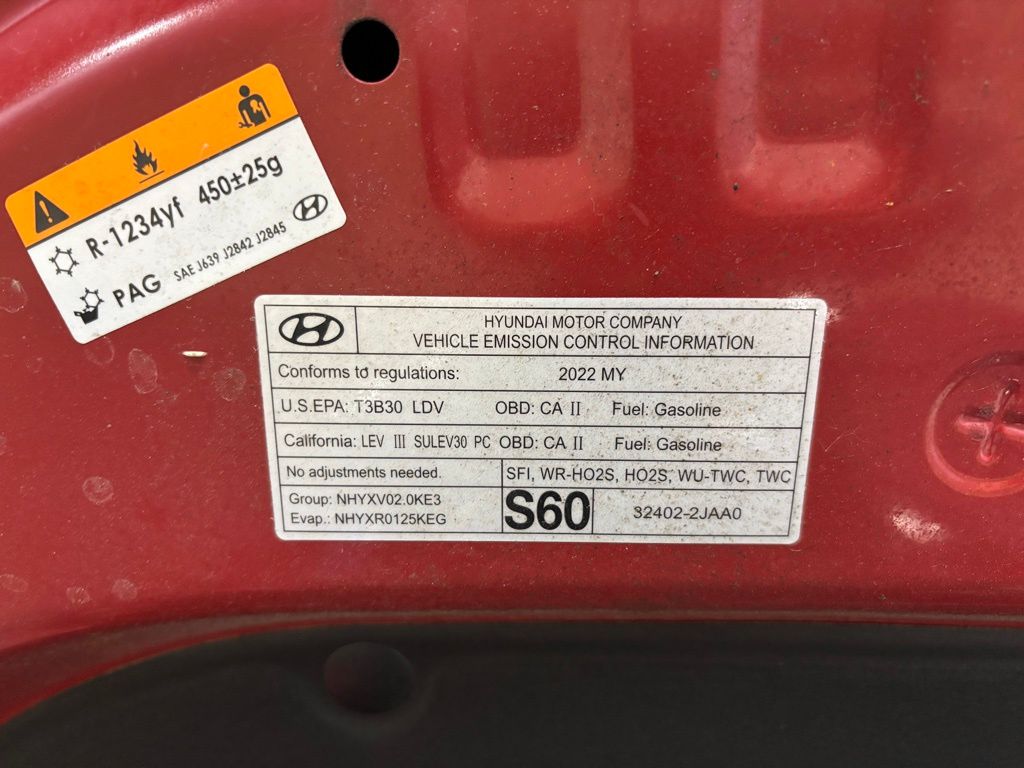 R-1234yf 450±25g
PAG SAE J639 J2842 J2845
HYUNDAI MOTOR COMPANY
VEHICLE EMISSION CONTROL INFORMATION
Conforms to regulations: 2022 MY
U.S.EPA: T3B30 LDV OBD: CA II Fuel: Gasoline
California: LEV III SULEV30 PC OBD: CA II Fuel: Gasoline
No adjustments needed. SFI, WR-HO2S, HO2S, WU-TWC, TWC
Group: NHYXV02.0KE3
Evap.: NHYXR0125KEG
S60
32402-2JAA0